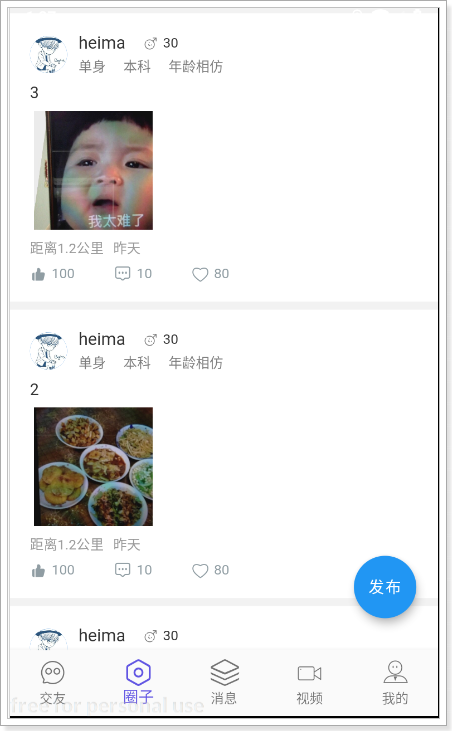 heima 30
单身 本科 年龄相仿
3
我太难了
距离1.2公里 昨天
100 10 80
heima 30
单身 本科 年龄相仿
2
距离1.2公里 昨天
100 10 80
发布
heima 30
交友 圈子 消息 视频 我的
free for personal use